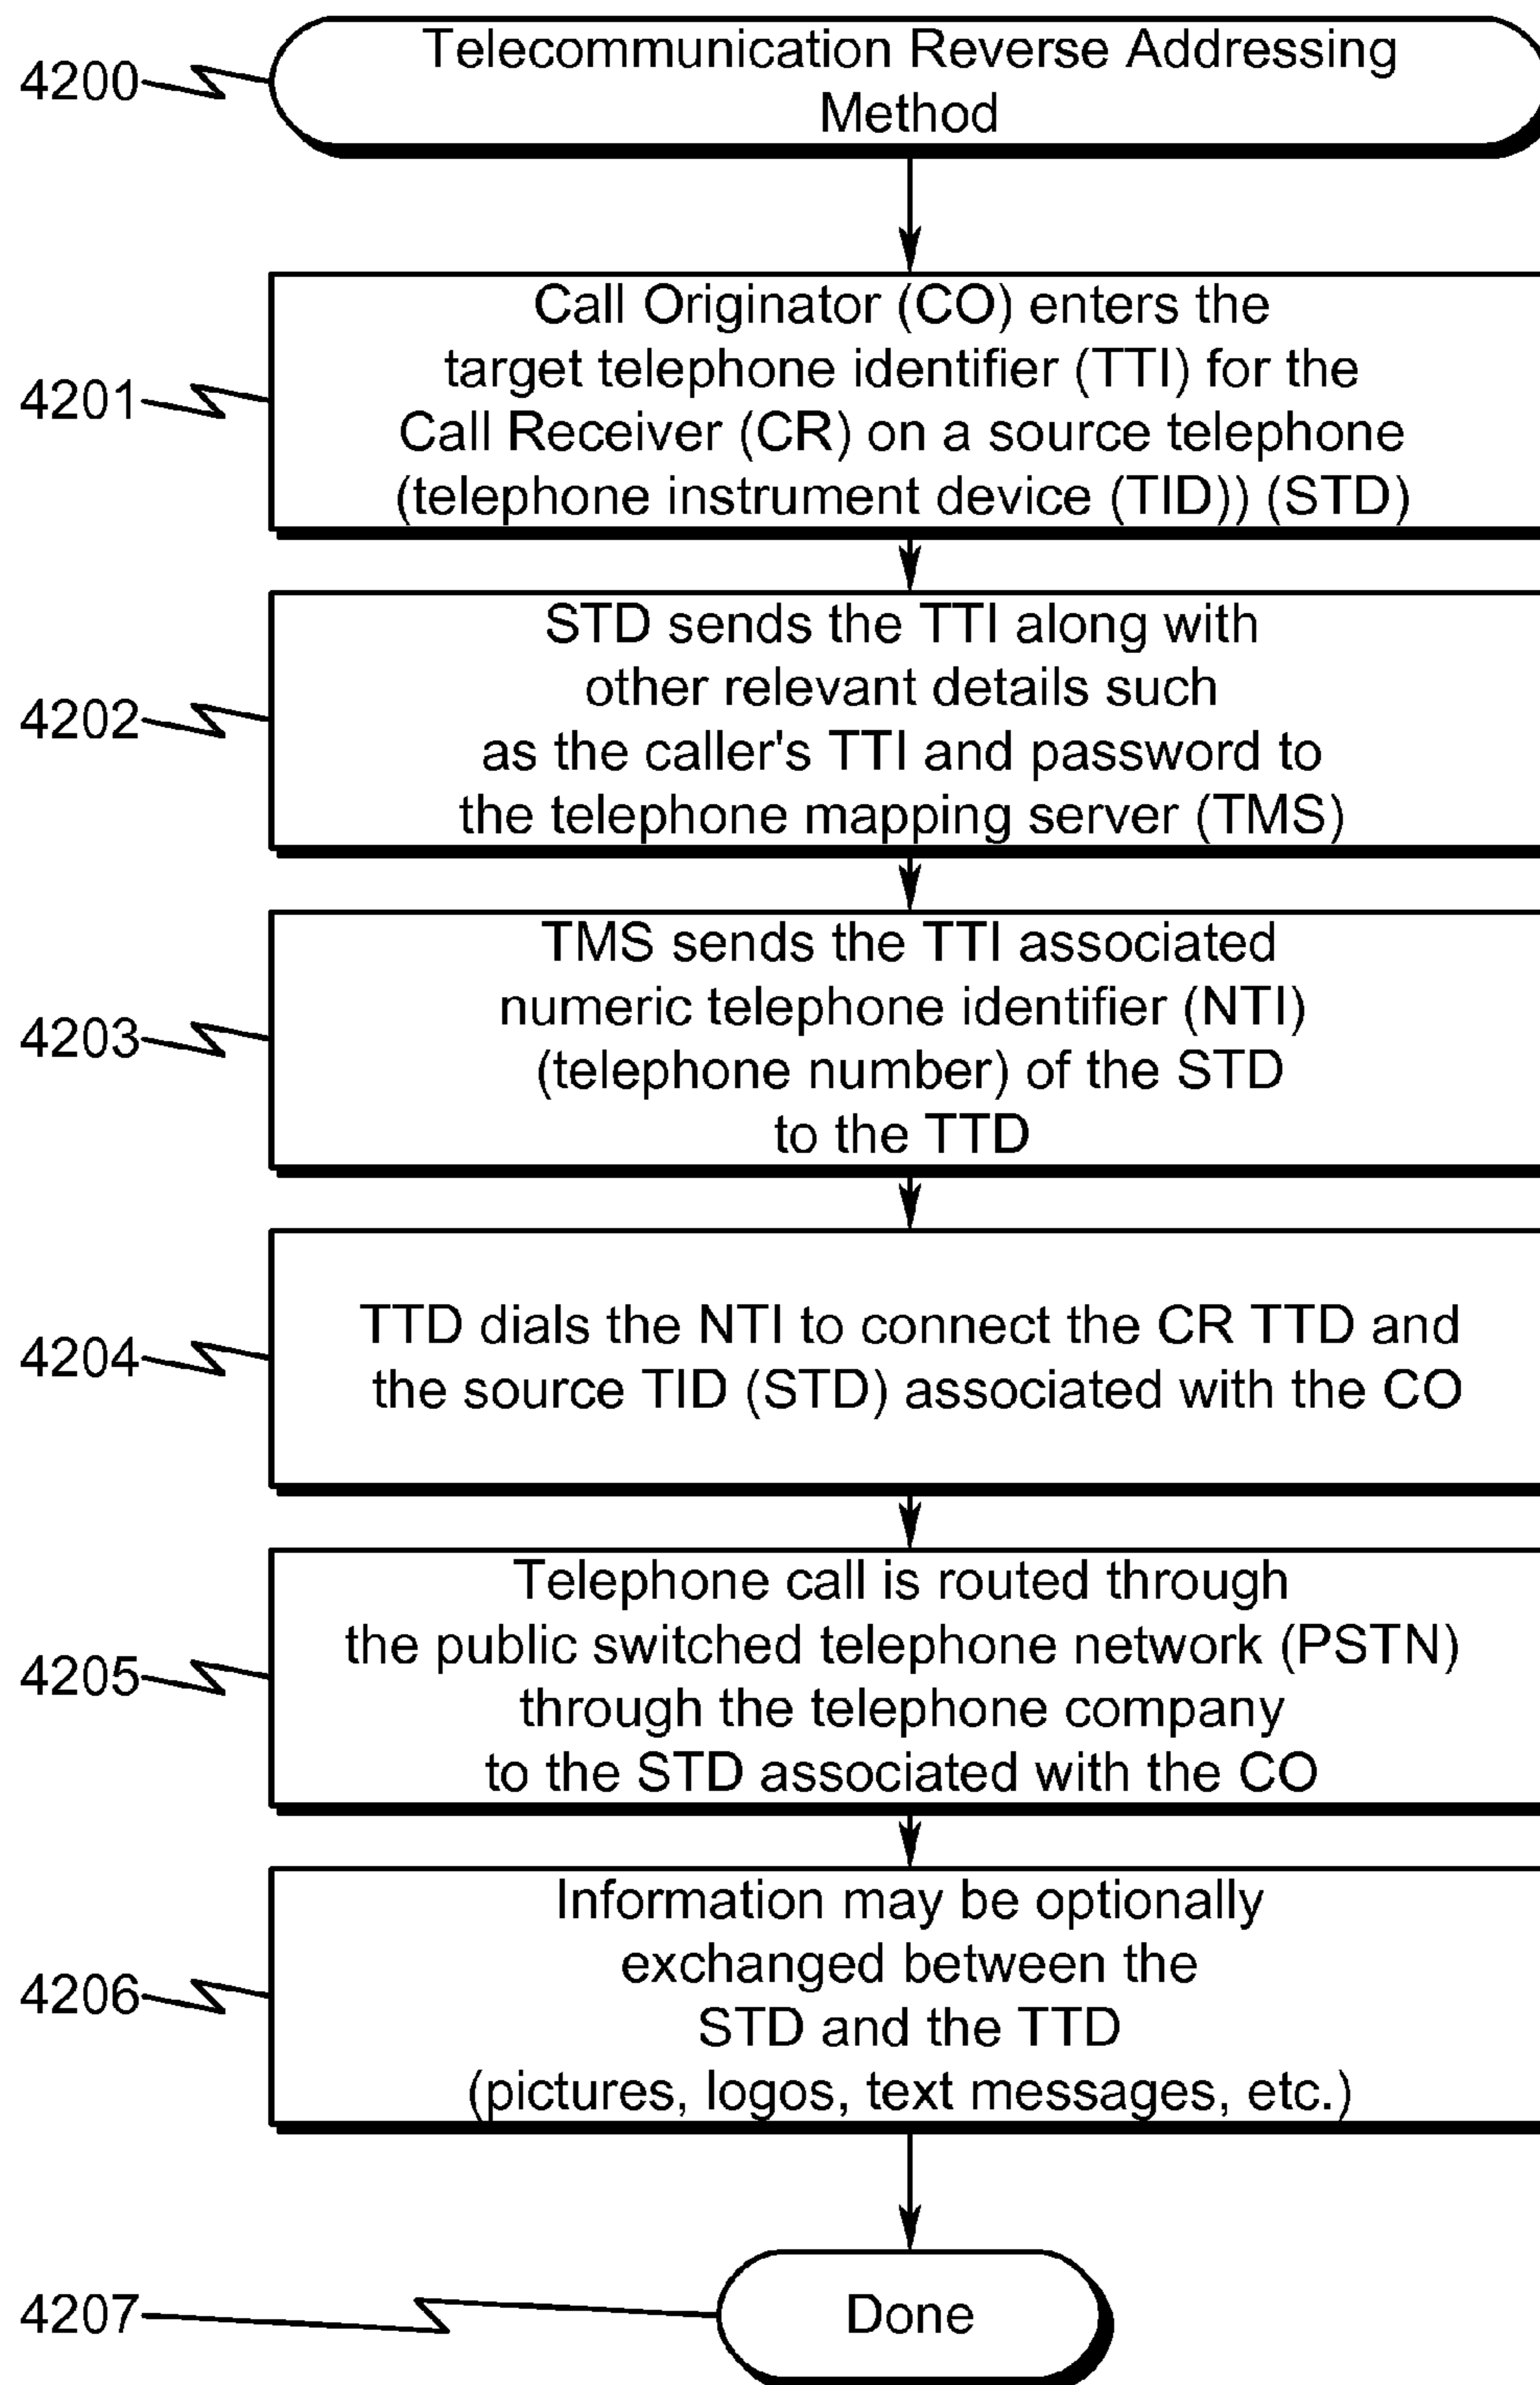 4200
Telecommunication Reverse Addressing
Method
4201
Call Originator (CO) enters the
target telephone identifier (TTI) for the
Call Receiver (CR) on a source telephone
(telephone instrument device (TID)) (STD)
4202
STD sends the TTI along with
other relevant details such
as the caller's TTI and password to
the telephone mapping server (TMS)
4203
TMS sends the TTI associated
numeric telephone identifier (NTI)
(telephone number) of the STD
to the TTD
4204
TTD dials the NTI to connect the CR TTD and
the source TID (STD) associated with the CO
4205
Telephone call is routed through
the public switched telephone network (PSTN)
through the telephone company
to the STD associated with the CO
4206
Information may be optionally
exchanged between the
STD and the TTD
(pictures, logos, text messages, etc.)
4207
Done